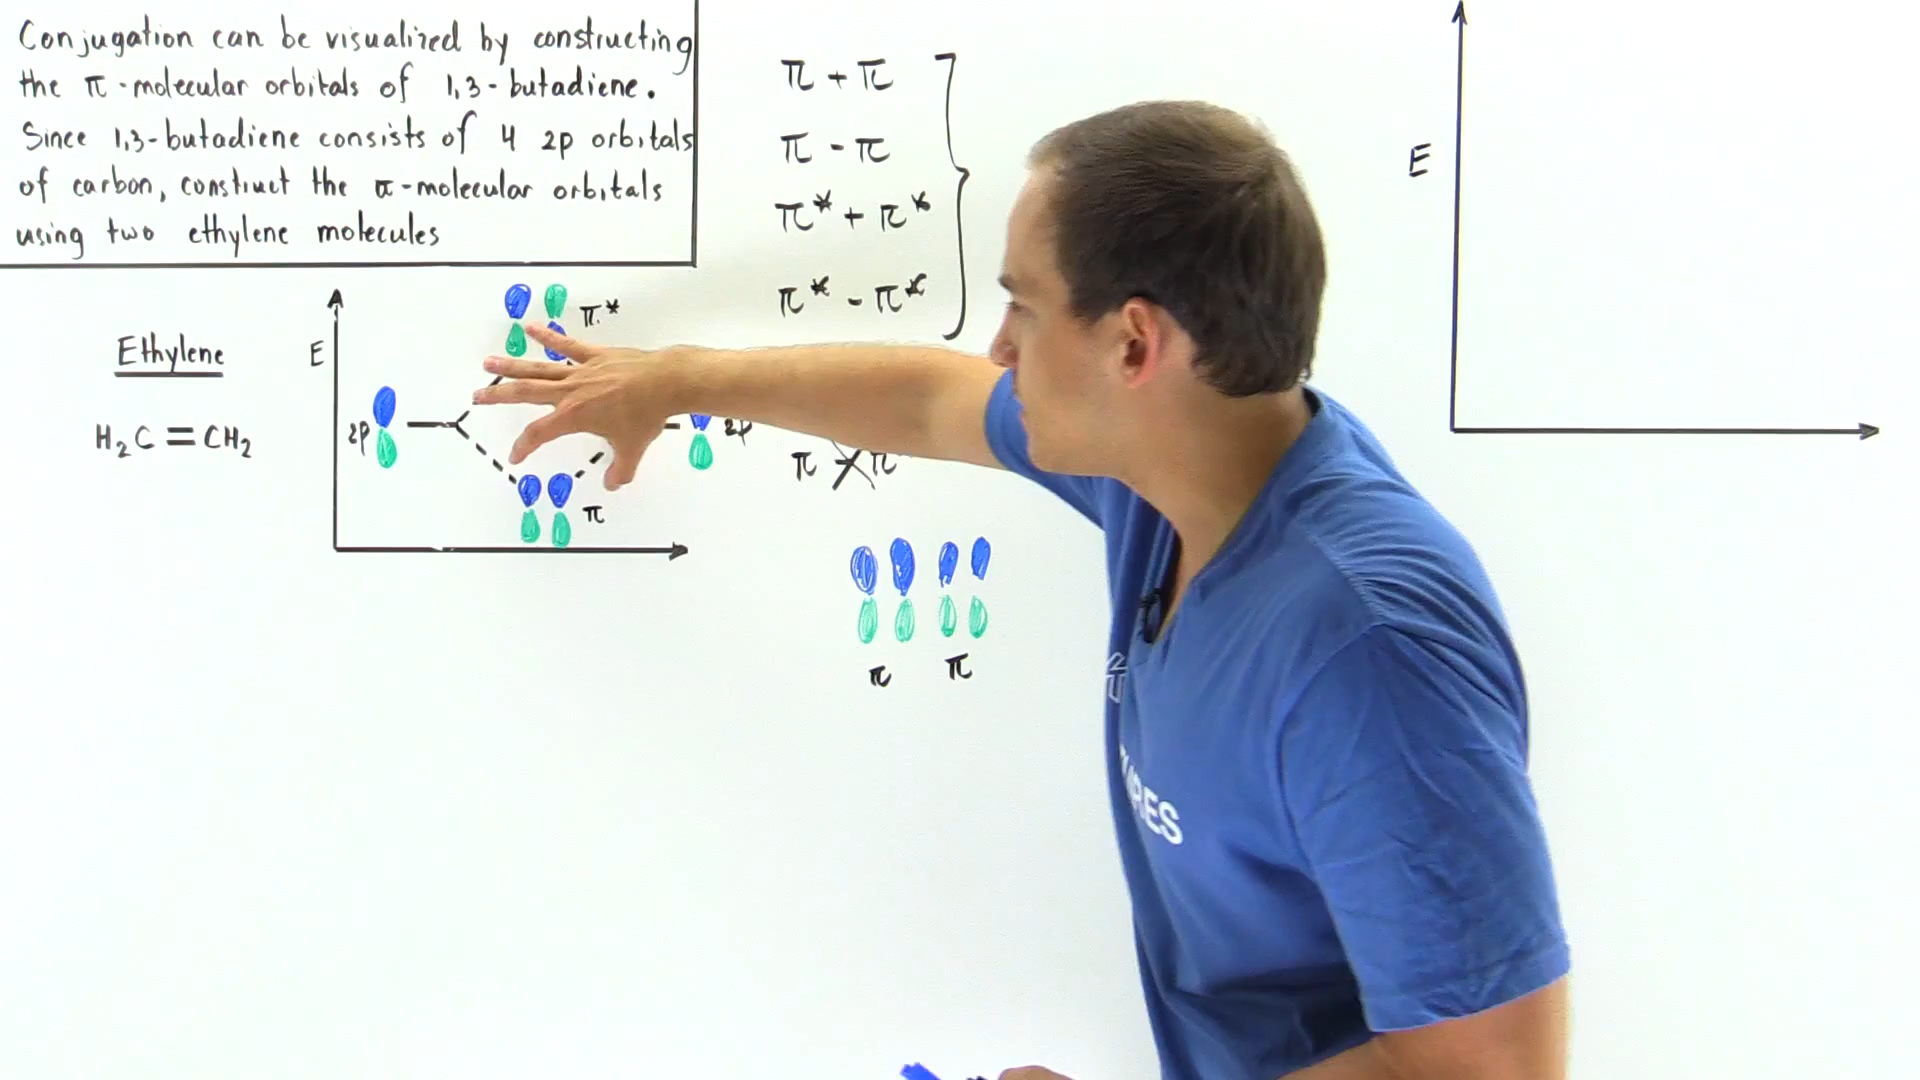 Conjugation can be visualized by constructing
the π-molecular orbitals of 1,3-butadiene.
Since 1,3-butadiene consists of 4 2p orbitals
of carbon, construct the π-molecular orbitals
using two ethylene molecules
Ethylene
H₂C=CH₂
E
2p
π*
π
2p
π + π
π - π
π* + π*
π* - π*
π π
π π
E